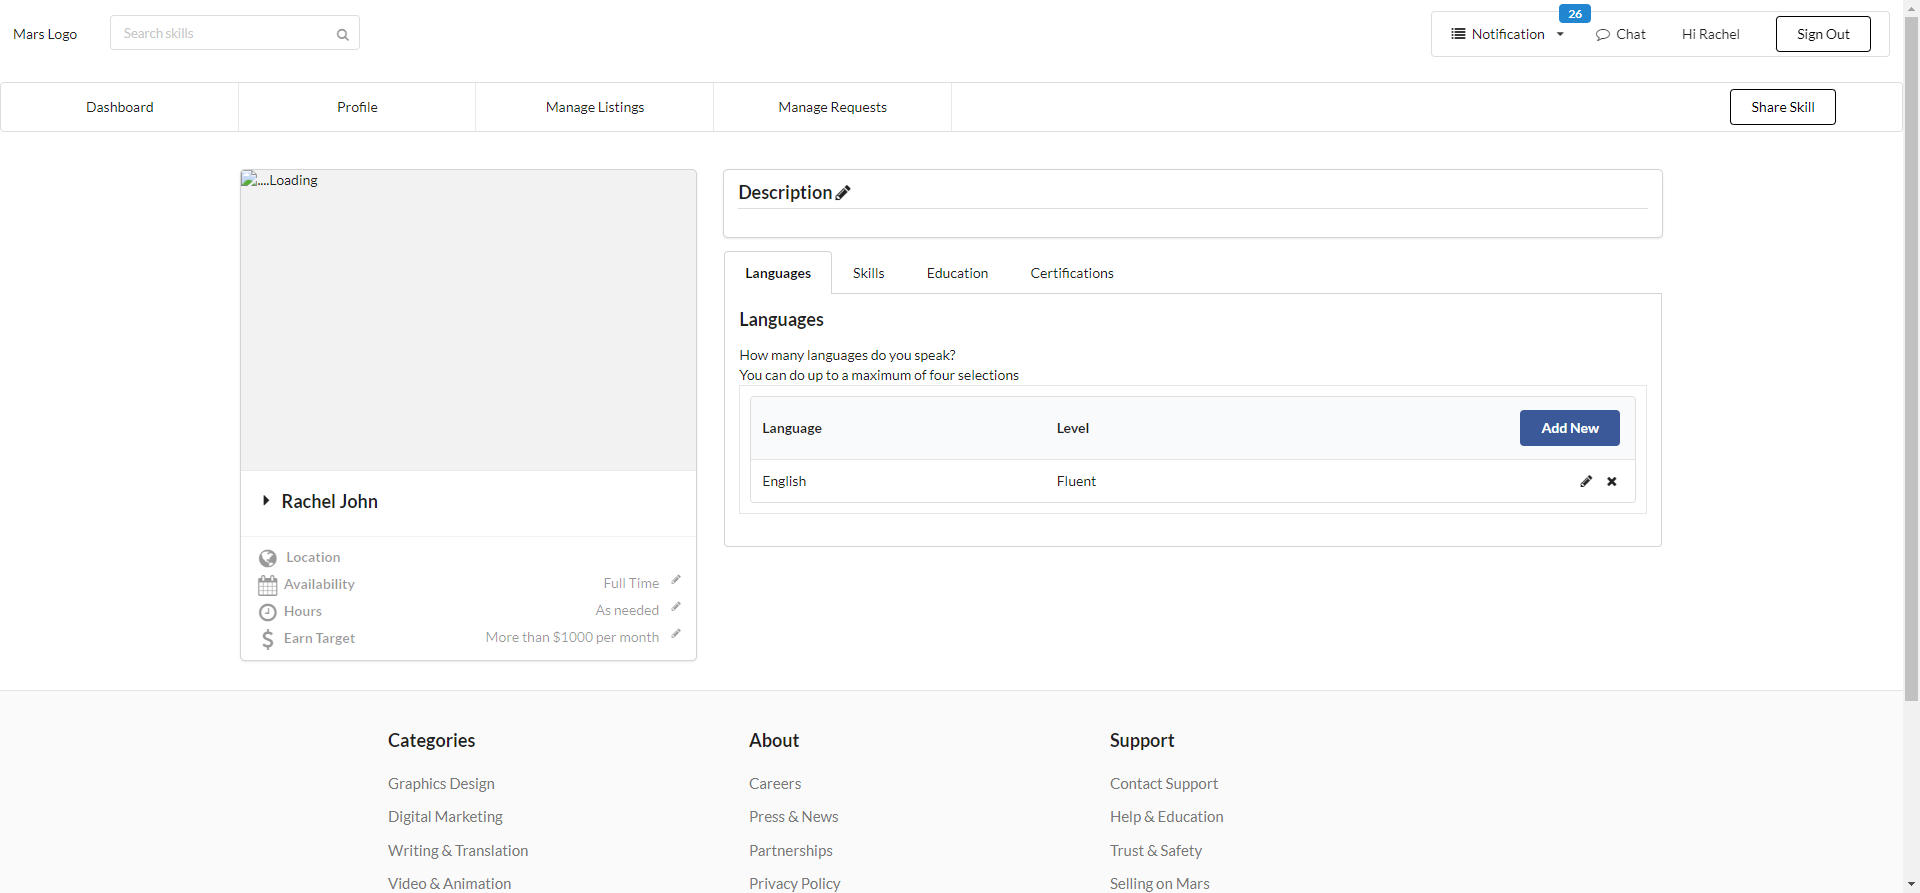 Mars Logo
Search skills
26
Notification
Chat
Hi Rachel
Sign Out
Dashboard
Profile
Manage Listings
Manage Requests
Share Skill
....Loading
Rachel John
Location
Availability
Full Time
Hours
As needed
Earn Target
More than $1000 per month
Description
Languages
Skills
Education
Certifications
Languages
How many languages do you speak?
You can do up to a maximum of four selections
Language
Level
Add New
English
Fluent
Categories
Graphics Design
Digital Marketing
Writing & Translation
Video & Animation
About
Careers
Press & News
Partnerships
Privacy Policy
Support
Contact Support
Help & Education
Trust & Safety
Selling on Mars